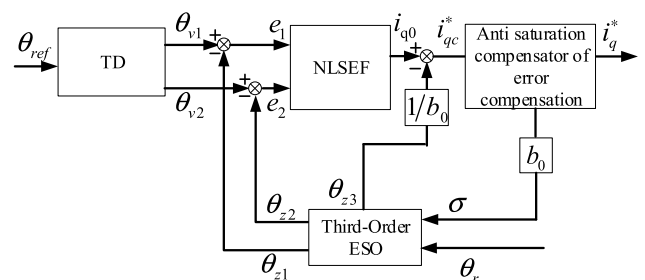 θref
TD
θv1
θv2
+
−
+
−
e1
e2
NLSEF
iq0
+
−
i*qc
Anti saturation
compensator of
error
compensation
i*q
1/b0
b0
θz3
θz2
θz1
Third-Order
ESO
σ
θr